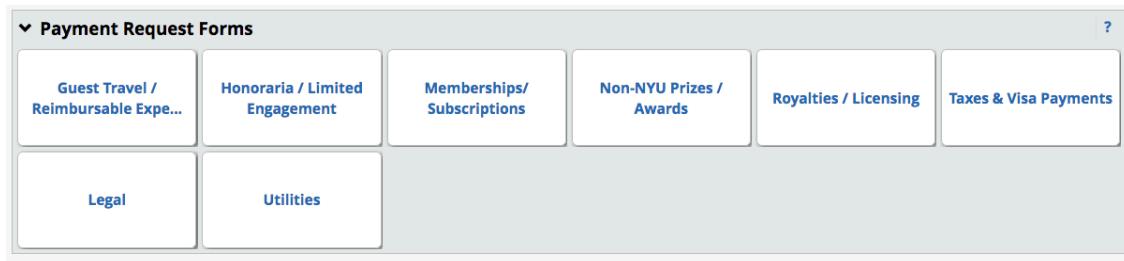 Payment Request Forms
?
Guest Travel /
Reimbursable Expe...
Honoraria / Limited
Engagement
Memberships/
Subscriptions
Non-NYU Prizes /
Awards
Royalties / Licensing
Taxes & Visa Payments
Legal
Utilities